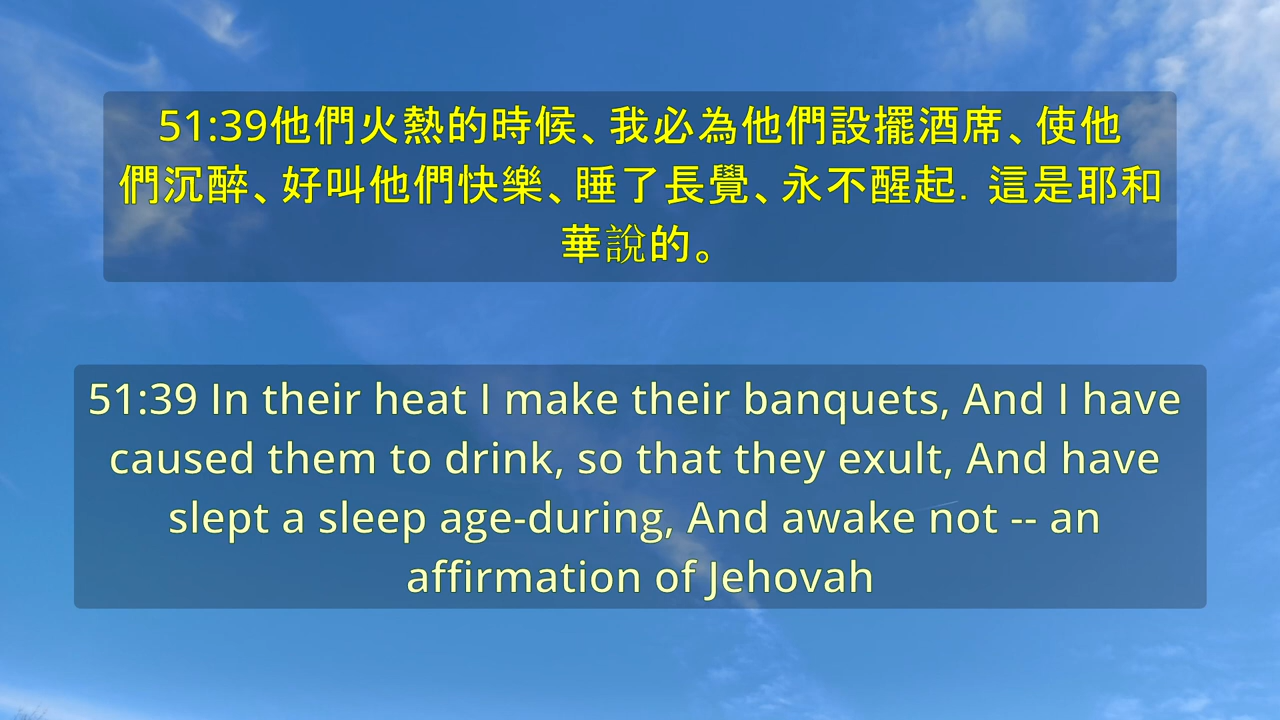 51:39他們火熱的時候、我必為他們設擺酒席、使他
們沉醉、好叫他們快樂、睡了長覺、永不醒起．這是耶和
華說的。
51:39 In their heat I make their banquets, And I have
caused them to drink, so that they exult, And have
slept a sleep age-during, And awake not -- an
affirmation of Jehovah